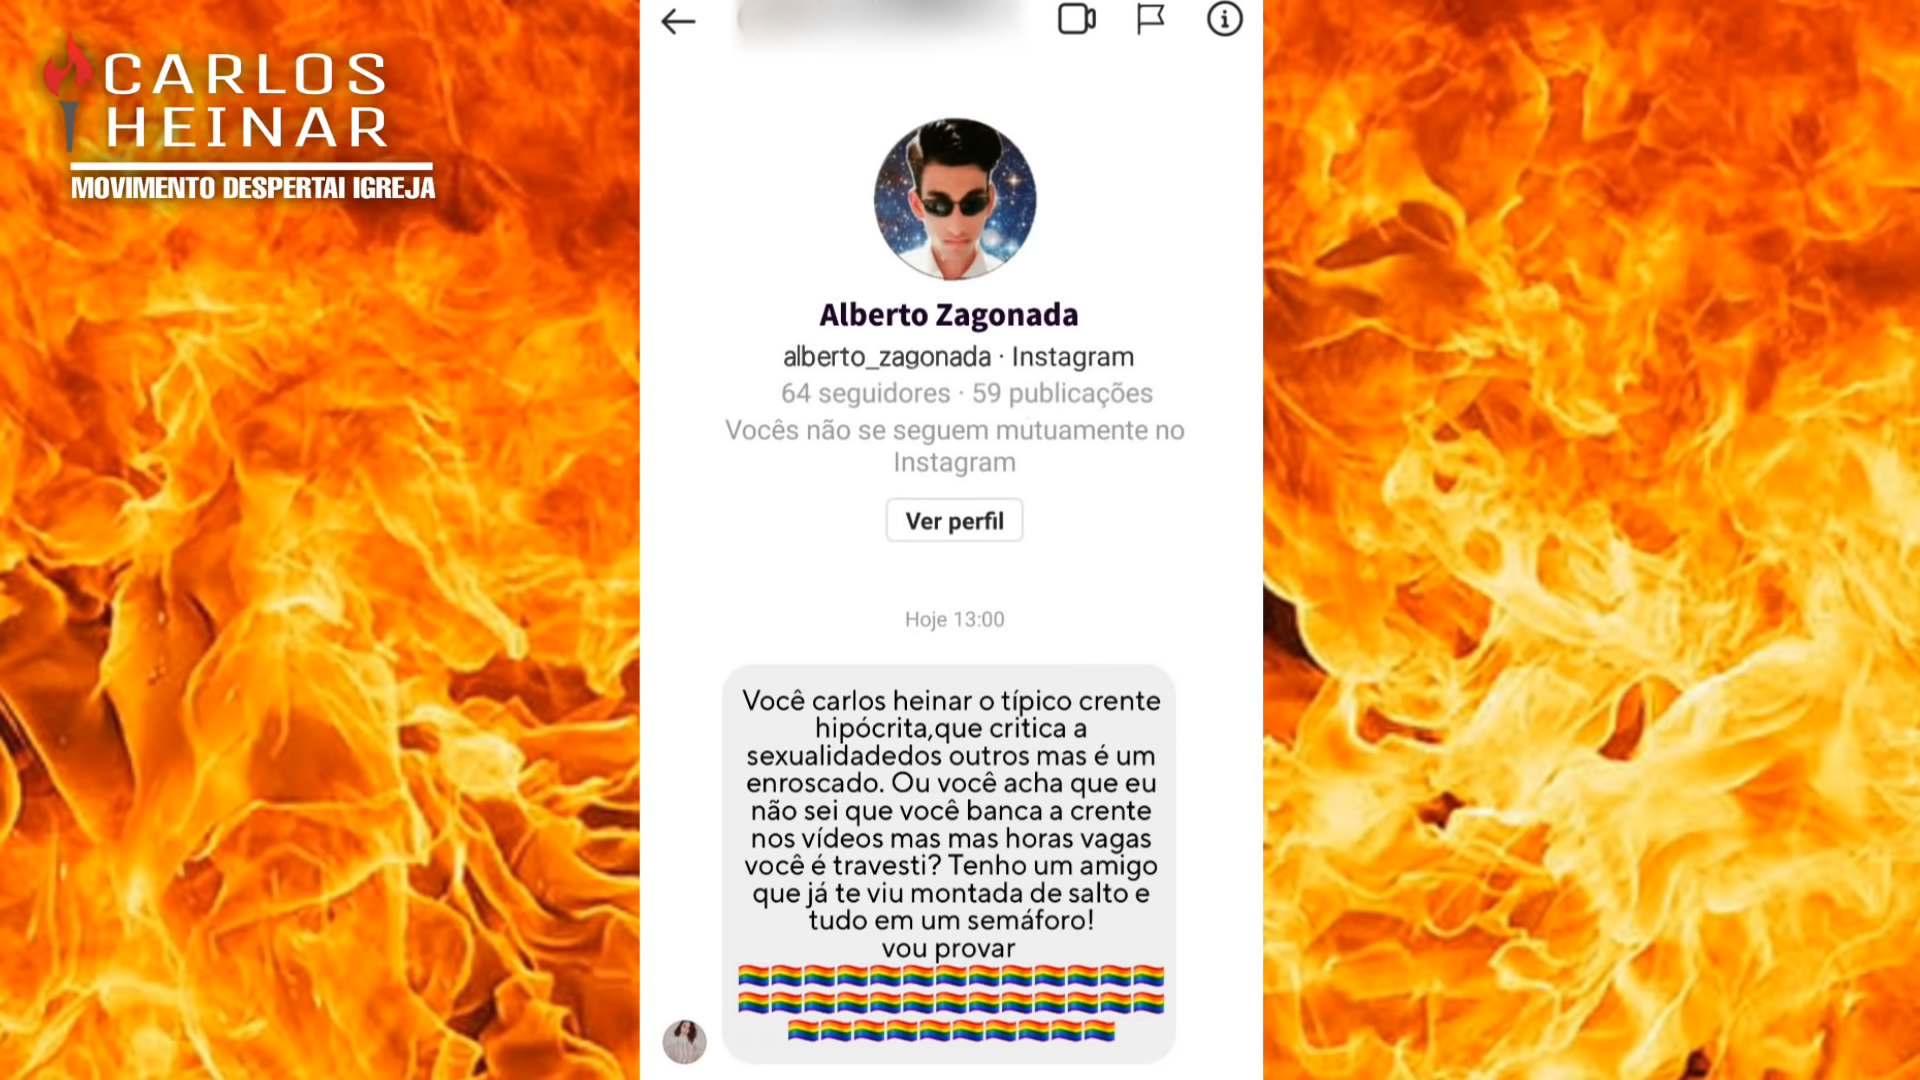 CARLOS
HEINAR
MOVIMENTO DESPERTAI IGREJA
Alberto Zagonada
alberto_zagonada · Instagram
64 seguidores · 59 publicações
Vocês não se seguem mutuamente no
Instagram
Ver perfil
Hoje 13:00
Você carlos heinar o típico crente
hipócrita,que critica a
sexualidadedos outros mas é um
enroscado. Ou você acha que eu
não sei que você banca a crente
nos vídeos mas mas horas vagas
você é travesti? Tenho um amigo
que já te viu montada de salto e
tudo em um semáforo!
vou provar
🏳️‍🌈🏳️‍🌈🏳️‍🌈🏳️‍🌈🏳️‍🌈🏳️‍🌈🏳️‍🌈🏳️‍🌈🏳️‍🌈🏳️‍🌈🏳️‍🌈🏳️‍🌈🏳️‍🌈
🏳️‍🌈🏳️‍🌈🏳️‍🌈🏳️‍🌈🏳️‍🌈🏳️‍🌈🏳️‍🌈🏳️‍🌈🏳️‍🌈🏳️‍🌈🏳️‍🌈🏳️‍🌈🏳️‍🌈
🏳️‍🌈🏳️‍🌈🏳️‍🌈🏳️‍🌈🏳️‍🌈🏳️‍🌈🏳️‍🌈🏳️‍🌈🏳️‍🌈🏳️‍🌈